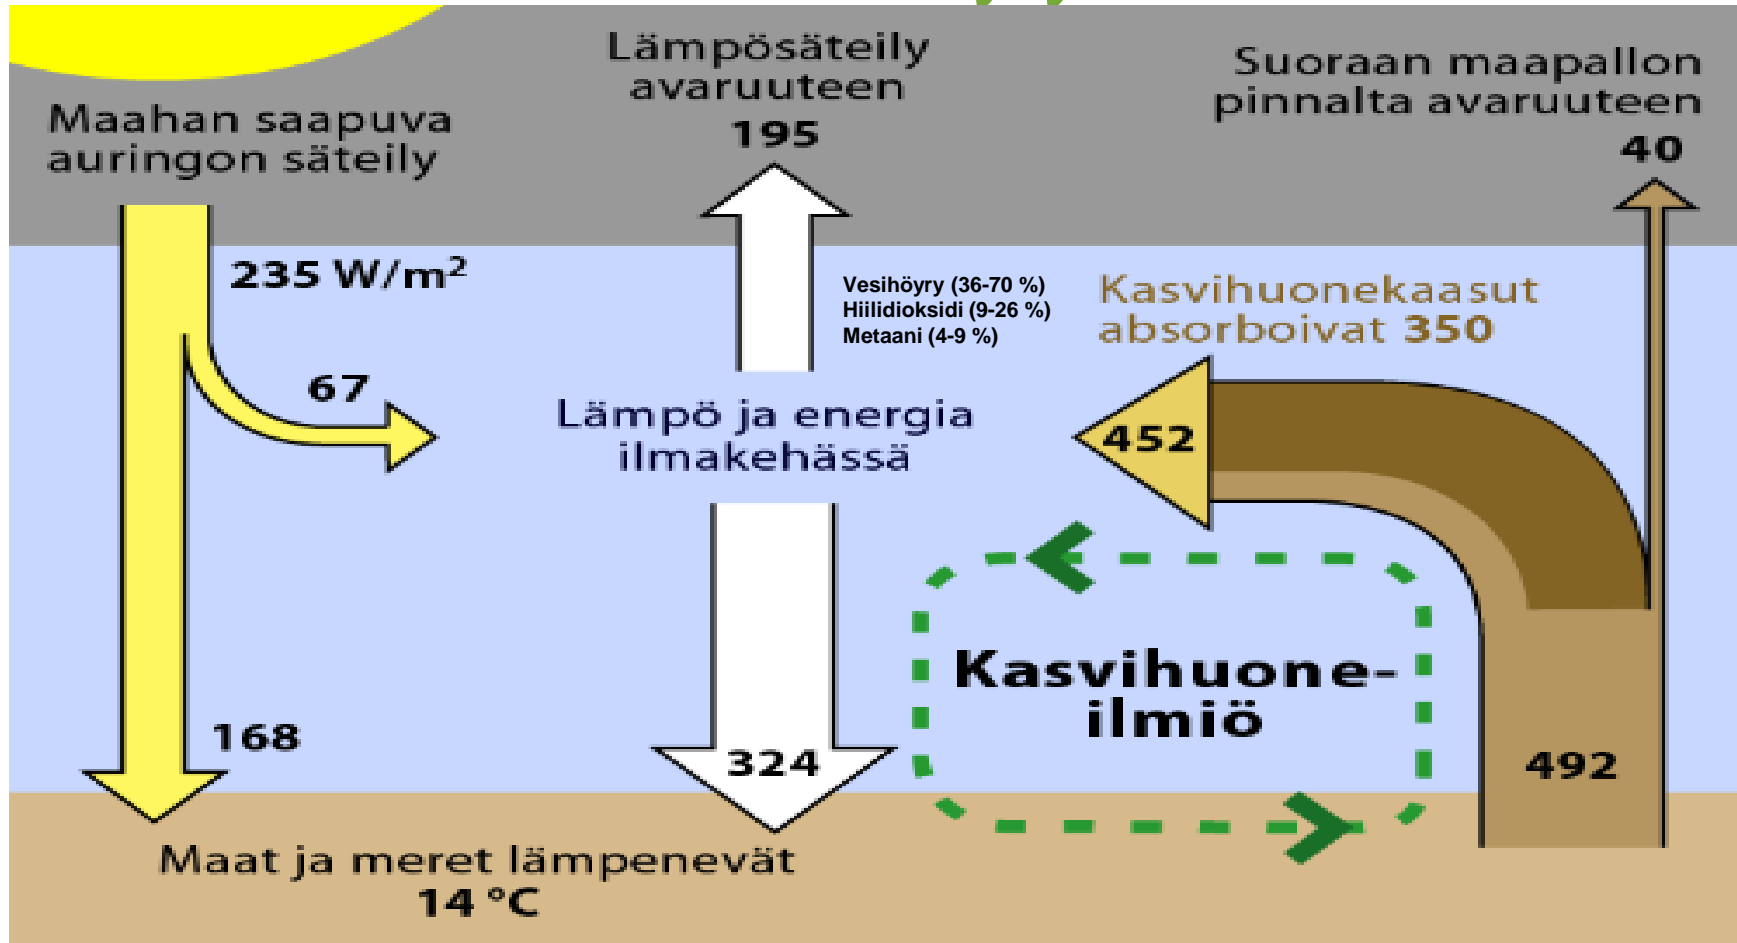 Lämpösäteily
avaruuteen
195
Suoraan maapallon
pinnalta avaruuteen
40
Maahan saapuva
auringon säteily
235 W/m²
Vesihöyry (36-70 %)
Hiilidioksidi (9-26 %)
Metaani (4-9 %)
Kasvihuonekaasut
absorboivat 350
67
Lämpö ja energia
ilmakehässä
452
Kasvihuone-
ilmiö
168
324
492
Maat ja meret lämpenevät
14 °C